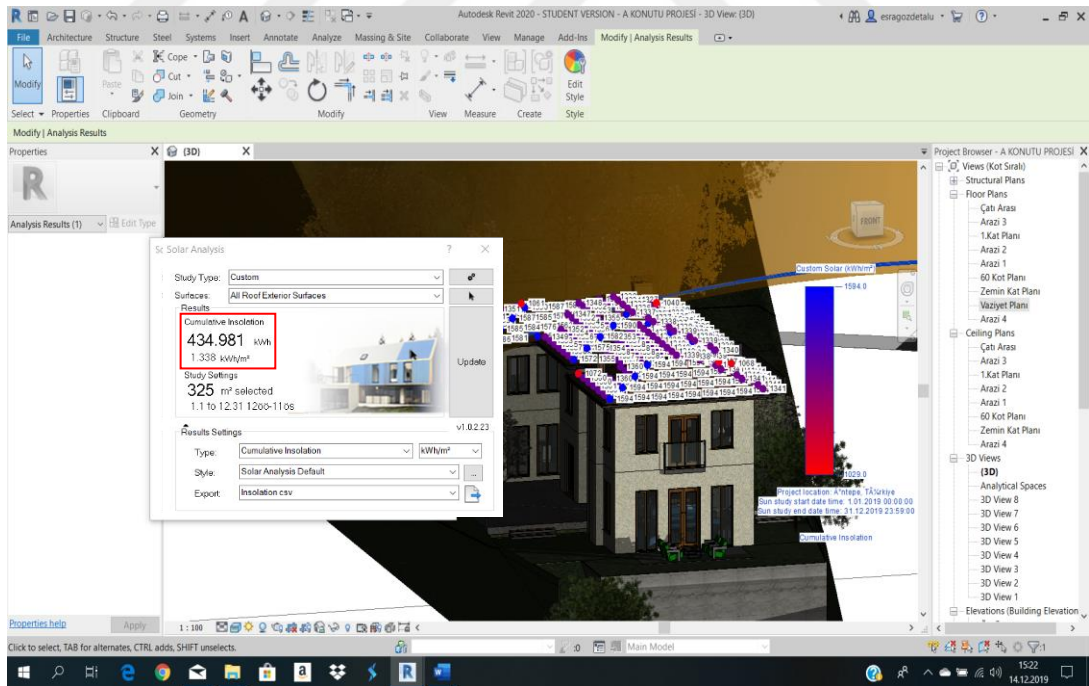 Autodesk Revit 2020 - STUDENT VERSION - A KONUTU PROJESİ - 3D View: {3D}
esragozdetalu
File Architecture Structure Steel Systems Insert Annotate Analyze Massing & Site Collaborate View Manage Add-Ins Modify | Analysis Results
Modify
Paste
Cope
Cut
Join
Edit Style
Select Properties Clipboard Geometry Modify View Measure Create Style
Modify | Analysis Results
Properties
{3D}
Project Browser - A KONUTU PROJESİ
R
Analysis Results (1)
Edit Type
Solar Analysis
Study Type: Custom
Surfaces: All Roof Exterior Surfaces
Results
Cumulative Insolation
434.981 kWh
1.338 kWh/m²
Study Settings
325 m² selected
1.1 to 12.31 12öö-11ös
Update
v1.0.2.23
Results Settings
Type: Cumulative Insolation kWh/m²
Style: Solar Analysis Default
Export: Insolation csv
FRONT
Custom Solar (kWh/m²)
1594.0
1029.0
Project location: Ä°ntepe, TÃ¼rkiye
Sun study start date time: 1.01.2019 00:00:00
Sun study end date time: 31.12.2019 23:59:00
Cumulative Insolation
Views (Kot Sıralı)
Structural Plans
Floor Plans
Çatı Arası
Arazi 3
1.Kat Planı
Arazi 2
Arazi 1
60 Kot Planı
Zemin Kat Planı
Vaziyet Planı
Arazi 4
Ceiling Plans
Çatı Arası
Arazi 3
1.Kat Planı
Arazi 2
Arazi 1
60 Kot Planı
Zemin Kat Planı
Arazi 4
3D Views
{3D}
Analytical Spaces
3D View 8
3D View 7
3D View 6
3D View 5
3D View 4
3D View 3
3D View 2
3D View 1
Elevations (Building Elevation
Properties help
Apply
1 : 100
Click to select, TAB for alternates, CTRL adds, SHIFT unselects.
:0
Main Model
:1
15:22
14.12.2019